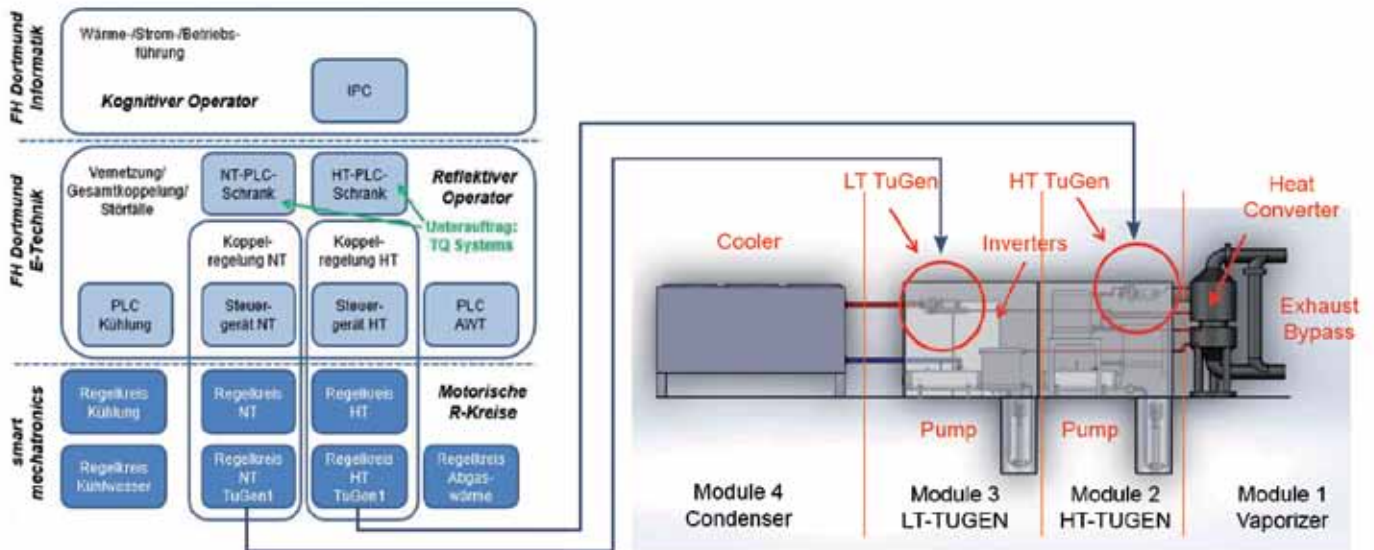 FH Dortmund
Informatik
Wärme-/Strom-/Betriebs-
führung
Kognitiver Operator
IPC
FH Dortmund
E-Technik
Vernetzung/
Gesamtkoppelung/
Störfälle
NT-PLC-
Schrank
HT-PLC-
Schrank
Reflektiver
Operator
Unterauftrag:
TQ Systems
Koppel-
regelung NT
Koppel-
regelung HT
PLC
Kühlung
Steuer-
gerät NT
Steuer-
gerät HT
PLC
AWT
smart
mechatronics
Regelkreis
Kühlung
Regelkreis
NT
Regelkreis
HT
Motorische
R-Kreise
Regelkreis
Kühlwasser
Regelkreis
NT
TuGen1
Regelkreis
HT
TuGen1
Regelkreis
Abgas-
wärme
LT TuGen
HT TuGen
Heat
Converter
Cooler
Inverters
Exhaust
Bypass
Pump
Pump
Module 4
Condenser
Module 3
LT-TUGEN
Module 2
HT-TUGEN
Module 1
Vaporizer